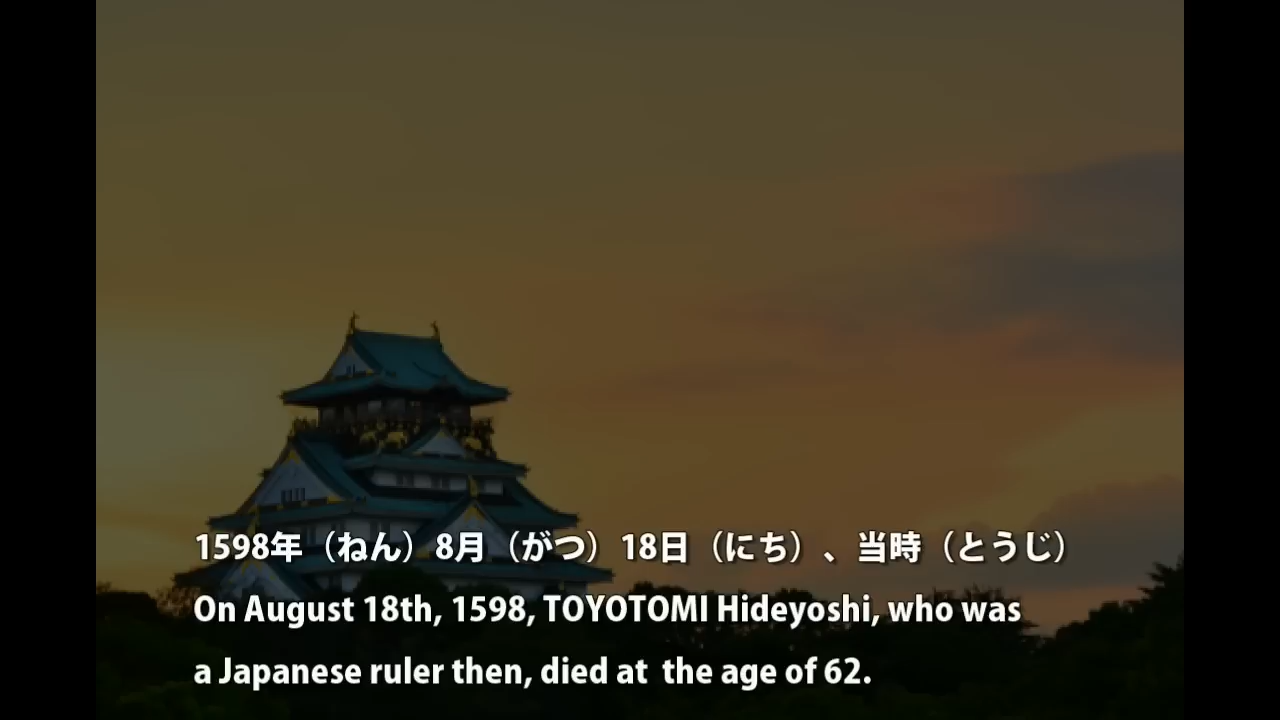 1598年（ねん）8月（がつ）18日（にち）、当時（とうじ）
On August 18th, 1598, TOYOTOMI Hideyoshi, who was
a Japanese ruler then, died at  the age of 62.